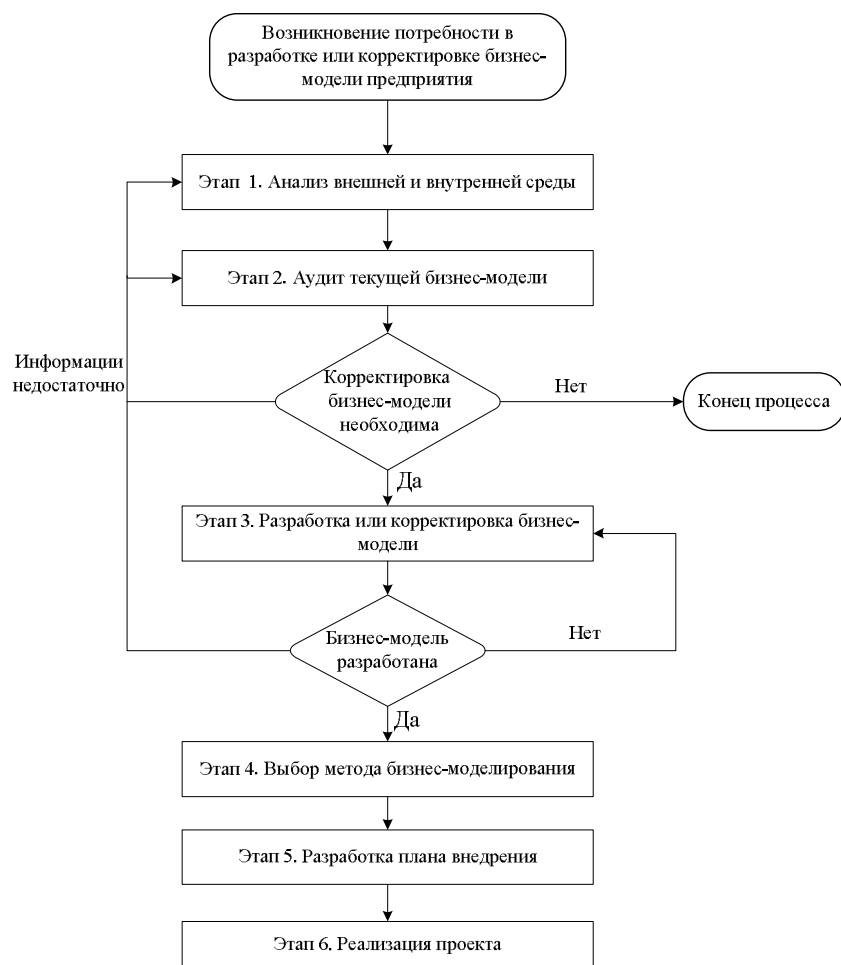 Возникновение потребности в
разработке или корректировке бизнес-
модели предприятия
Этап 1. Анализ внешней и внутренней среды
Этап 2. Аудит текущей бизнес-модели
Информации
недостаточно
Корректировка
бизнес-модели
необходима
Нет
Конец процесса
Да
Этап 3. Разработка или корректировка бизнес-
модели
Бизнес-модель
разработана
Нет
Да
Этап 4. Выбор метода бизнес-моделирования
Этап 5. Разработка плана внедрения
Этап 6. Реализация проекта